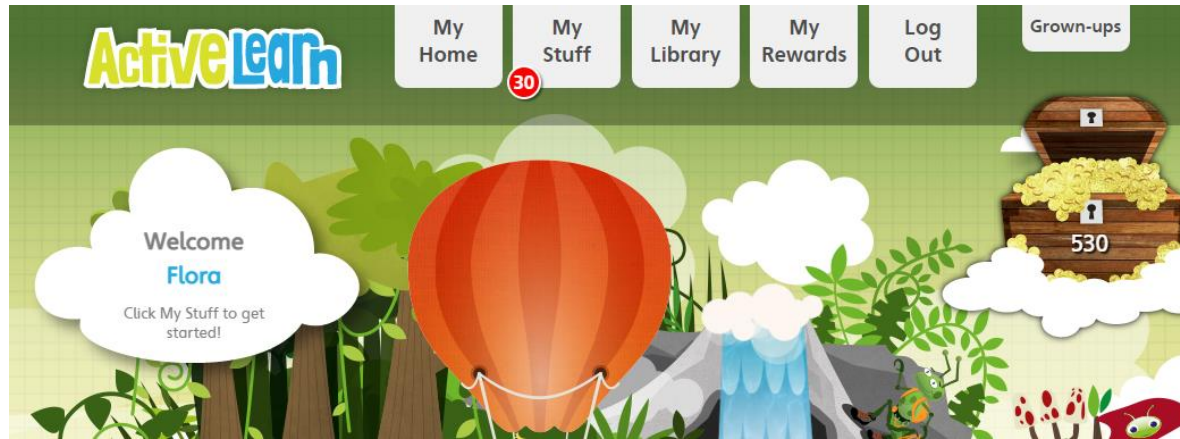 ActiveLearn
My
Home
My
Stuff
30
My
Library
My
Rewards
Log
Out
Grown-ups
530
Welcome
Flora
Click My Stuff to get
started!